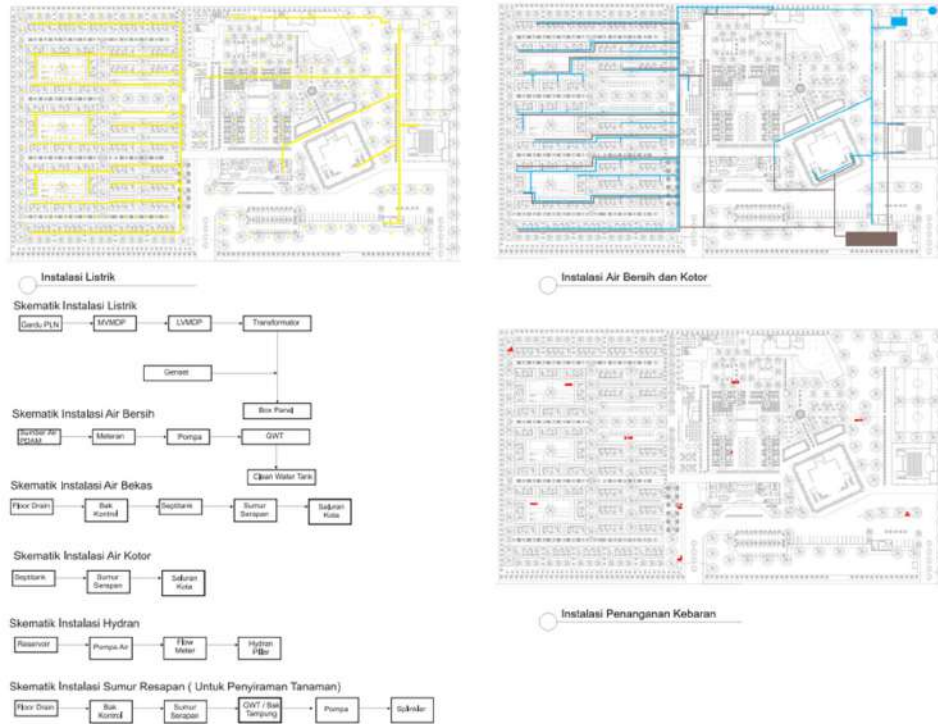 Instalasi Listrik
Instalasi Air Bersih dan Kotor
Skematik Instalasi Listrik
Gardu PLN
MVMDP
LVMDP
Transformator
Genset
Box Panel
Skematik Instalasi Air Bersih
Sumber Air
PDAM
Meteran
Pompa
GWT
Clean Water Tank
Skematik Instalasi Air Bekas
Floor Drain
Bak
Kontrol
Septitank
Sumur
Serapan
Saluran
Kota
Skematik Instalasi Air Kotor
Septitank
Sumur
Serapan
Saluran
Kota
Instalasi Penanganan Kebaran
Skematik Instalasi Hydran
Reservoir
Pompa Air
Flow
Meter
Hydran
Pillar
Skematik Instalasi Sumur Resapan ( Untuk Penyiraman Tanaman)
Floor Drain
Bak
Kontrol
Sumur
Serapan
GWT / Bak
Tampung
Pompa